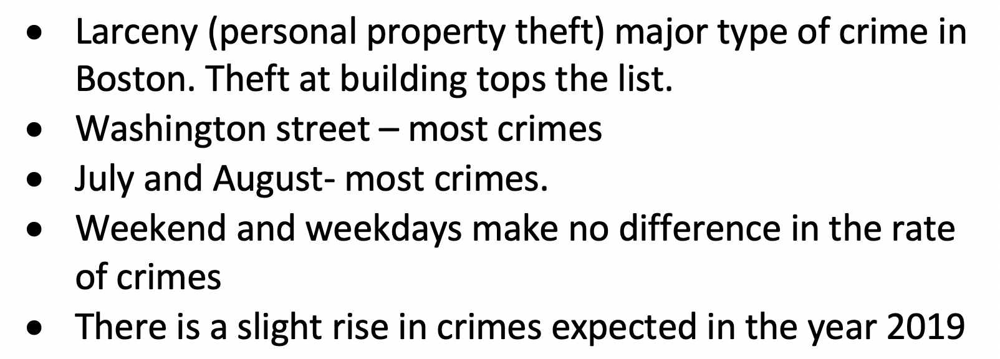 • Larceny (personal property theft) major type of crime in
Boston. Theft at building tops the list.
• Washington street – most crimes
• July and August- most crimes.
• Weekend and weekdays make no difference in the rate
of crimes
• There is a slight rise in crimes expected in the year 2019